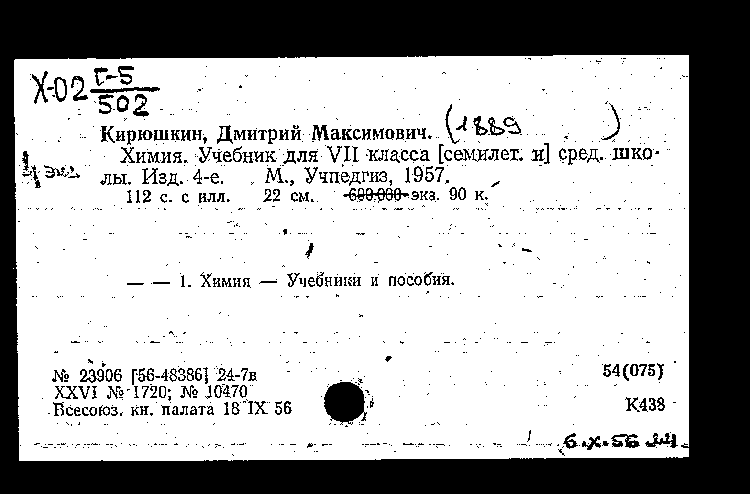 Х-02 Г-5
502
Кирюшкин, Дмитрий Максимович. (1889 )
Химия. Учебник для VII класса [семилет. и] сред. шко-
4 экз.
лы. Изд. 4-е. М., Учпедгиз, 1957.
112 с. с илл. 22 см. 600.000 экз. 90 к.
— — 1. Химия — Учебники и пособия.
№ 23906 [56-48386] 24-7в
54(075)
XXVI № 1720; № 10470
Всесоюз. кн. палата 18 IX 56
К438
6.X.56